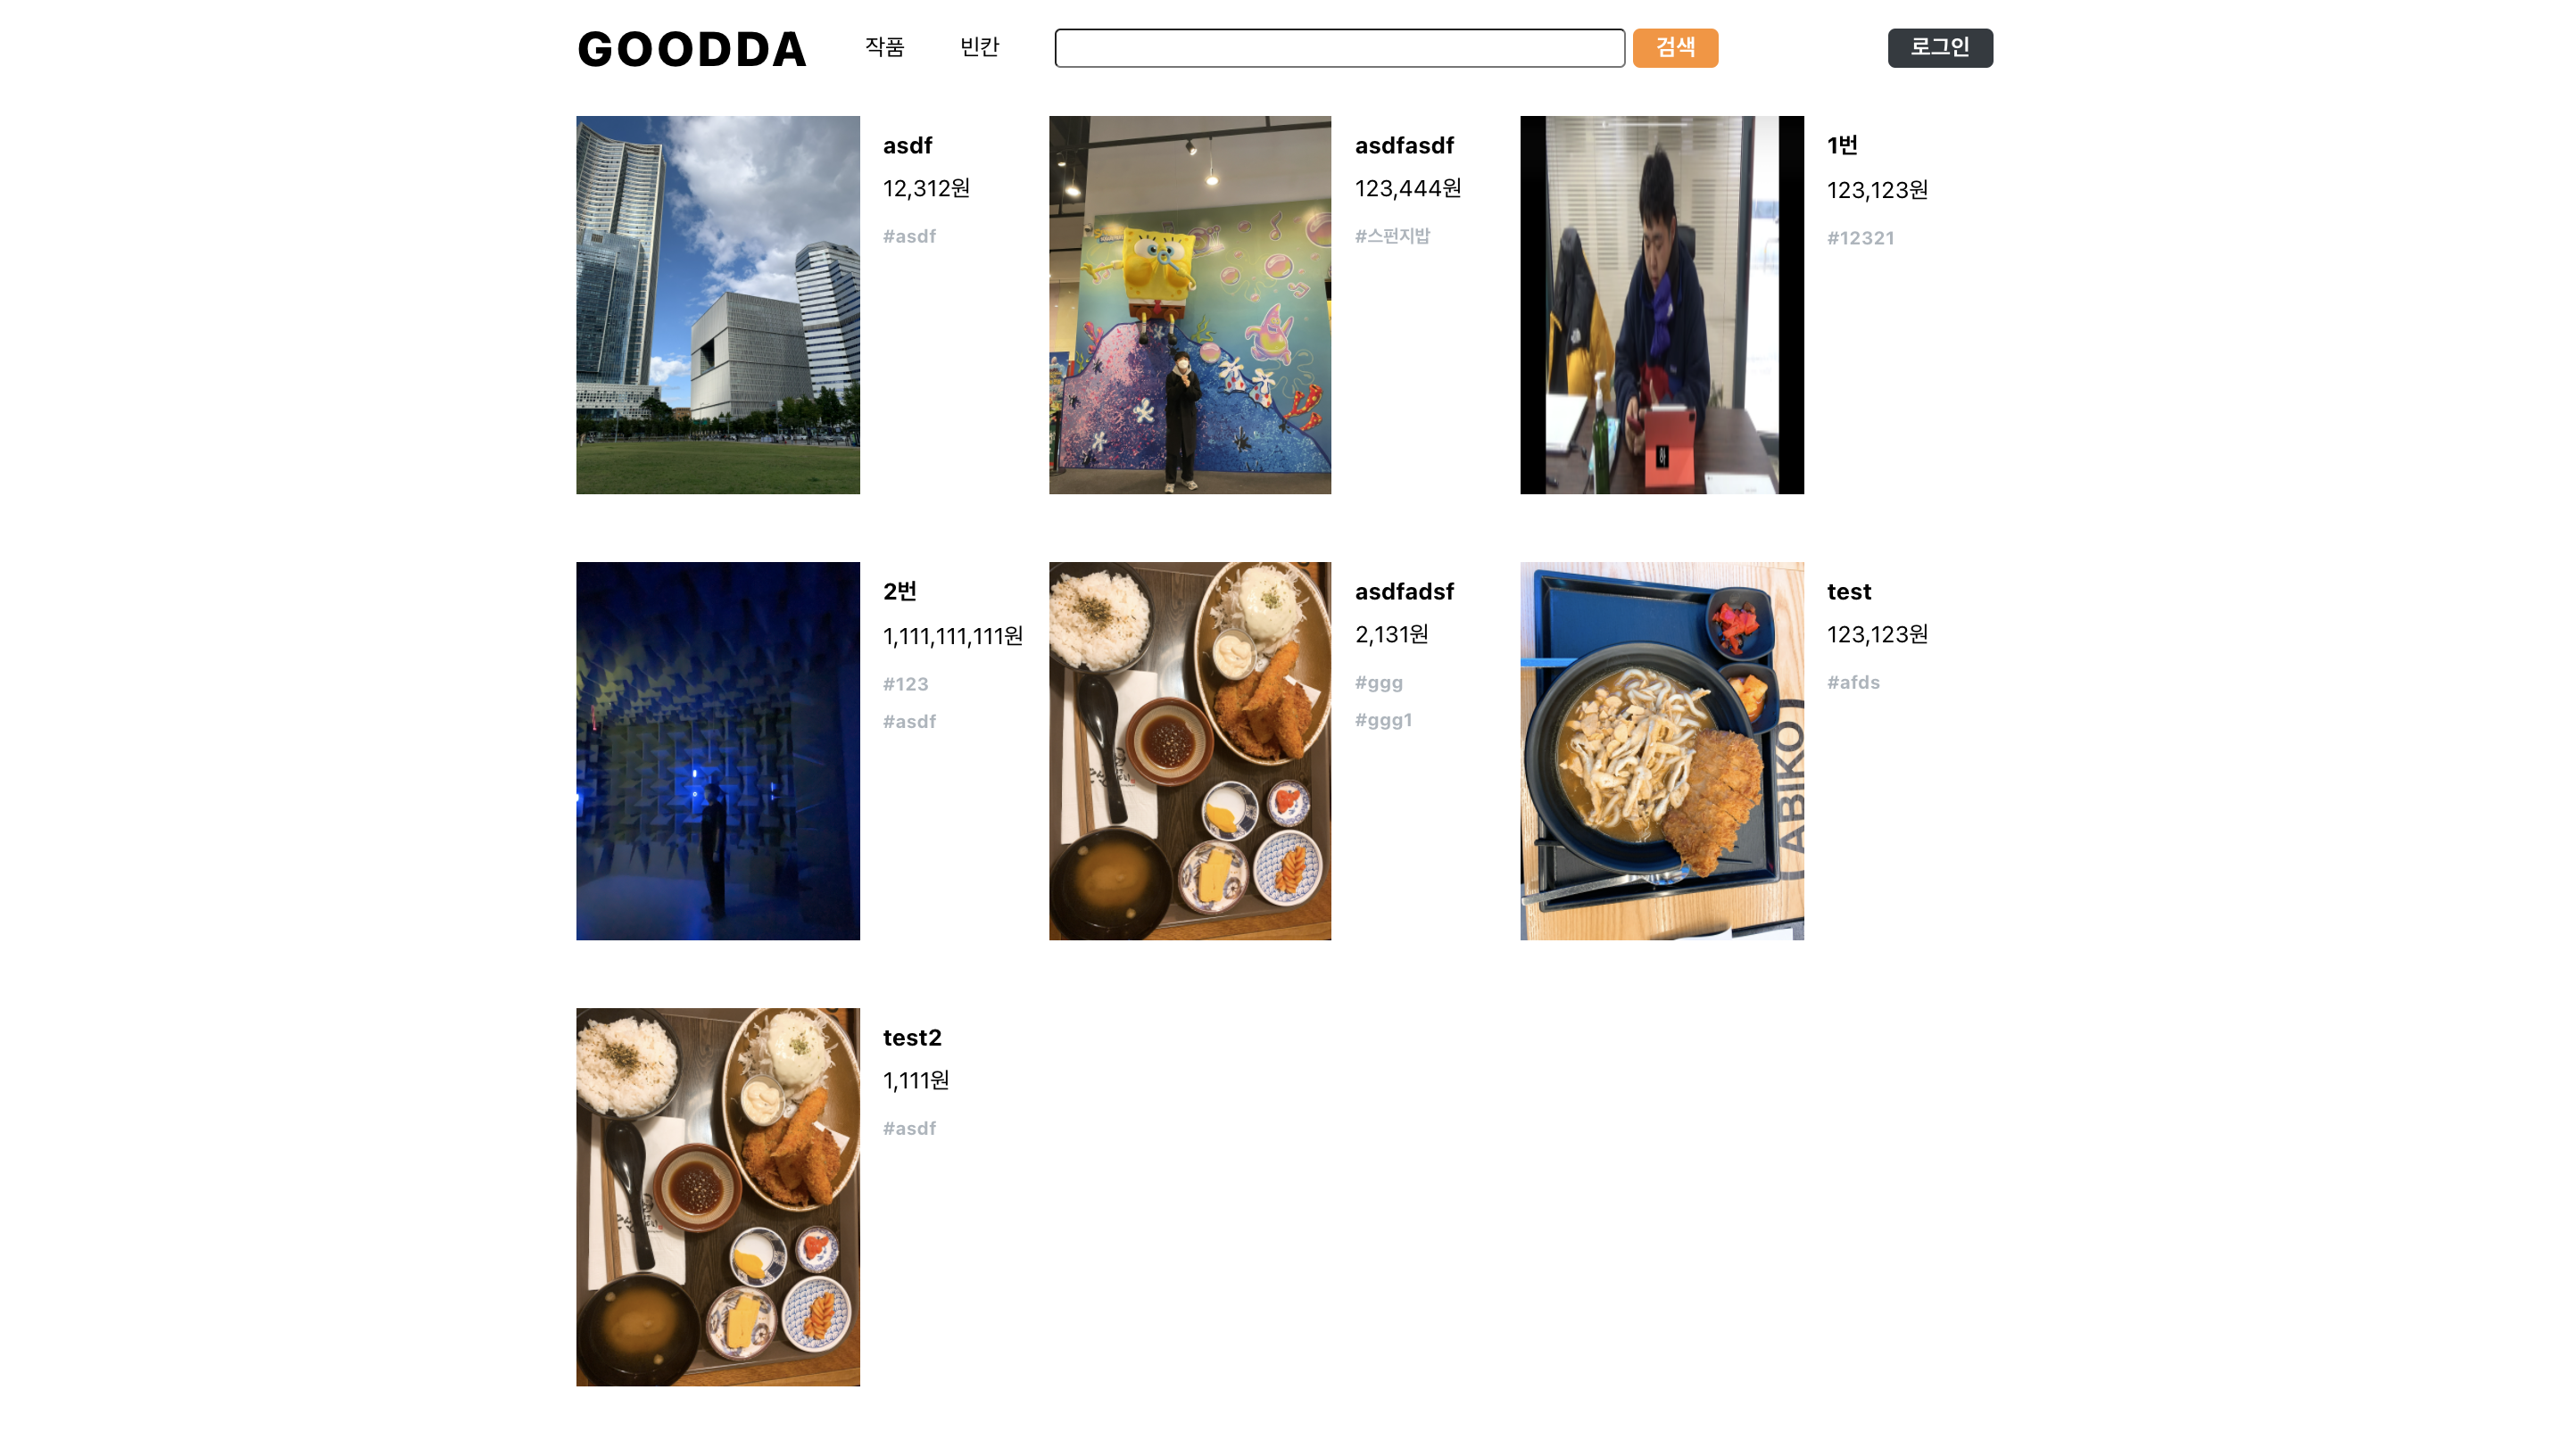 GOODDA
작품
빈칸
검색
로그인
asdf
12,312원
#asdf
asdfasdf
123,444원
#스펀지밥
1번
123,123원
#12321
하
2번
1,111,111,111원
#123
#asdf
asdfadsf
2,131원
#ggg
#ggg1
test
123,123원
#afds
ABIKO
test2
1,111원
#asdf